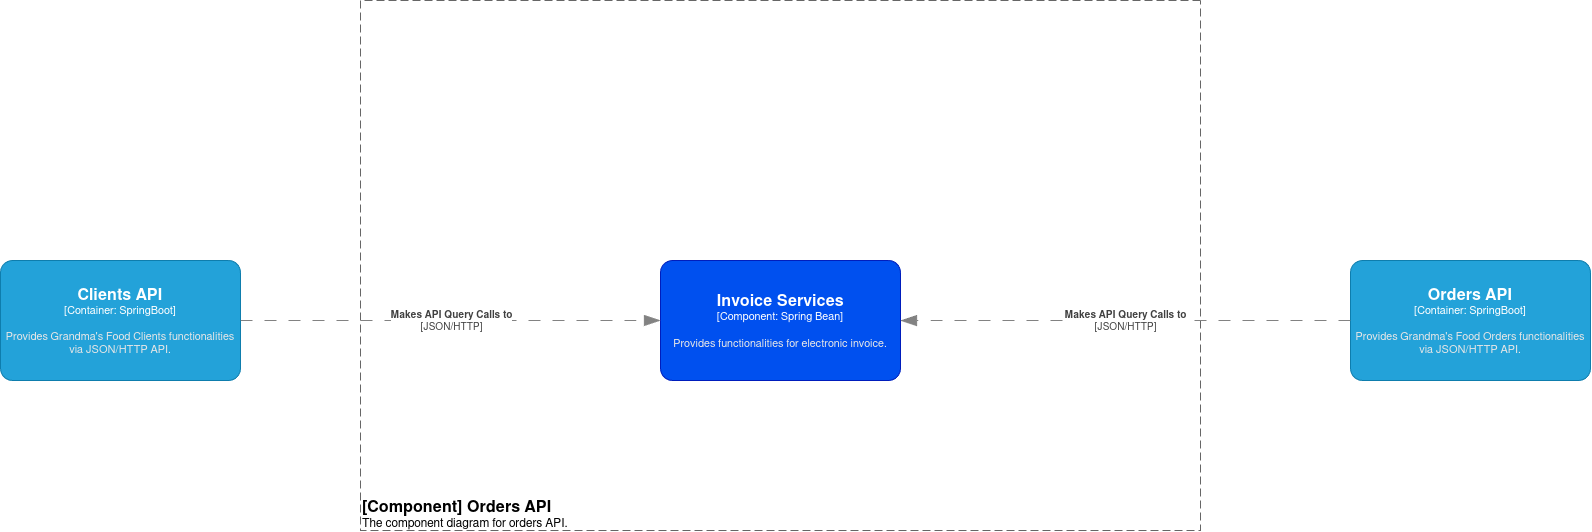 Clients API
[Container: SpringBoot]
Provides Grandma's Food Clients functionalities
via JSON/HTTP API.
Makes API Query Calls to
[JSON/HTTP]
Invoice Services
[Component: Spring Bean]
Provides functionalities for electronic invoice.
Makes API Query Calls to
[JSON/HTTP]
Orders API
[Container: SpringBoot]
Provides Grandma's Food Orders functionalities
via JSON/HTTP API.
[Component] Orders API
The component diagram for orders API.